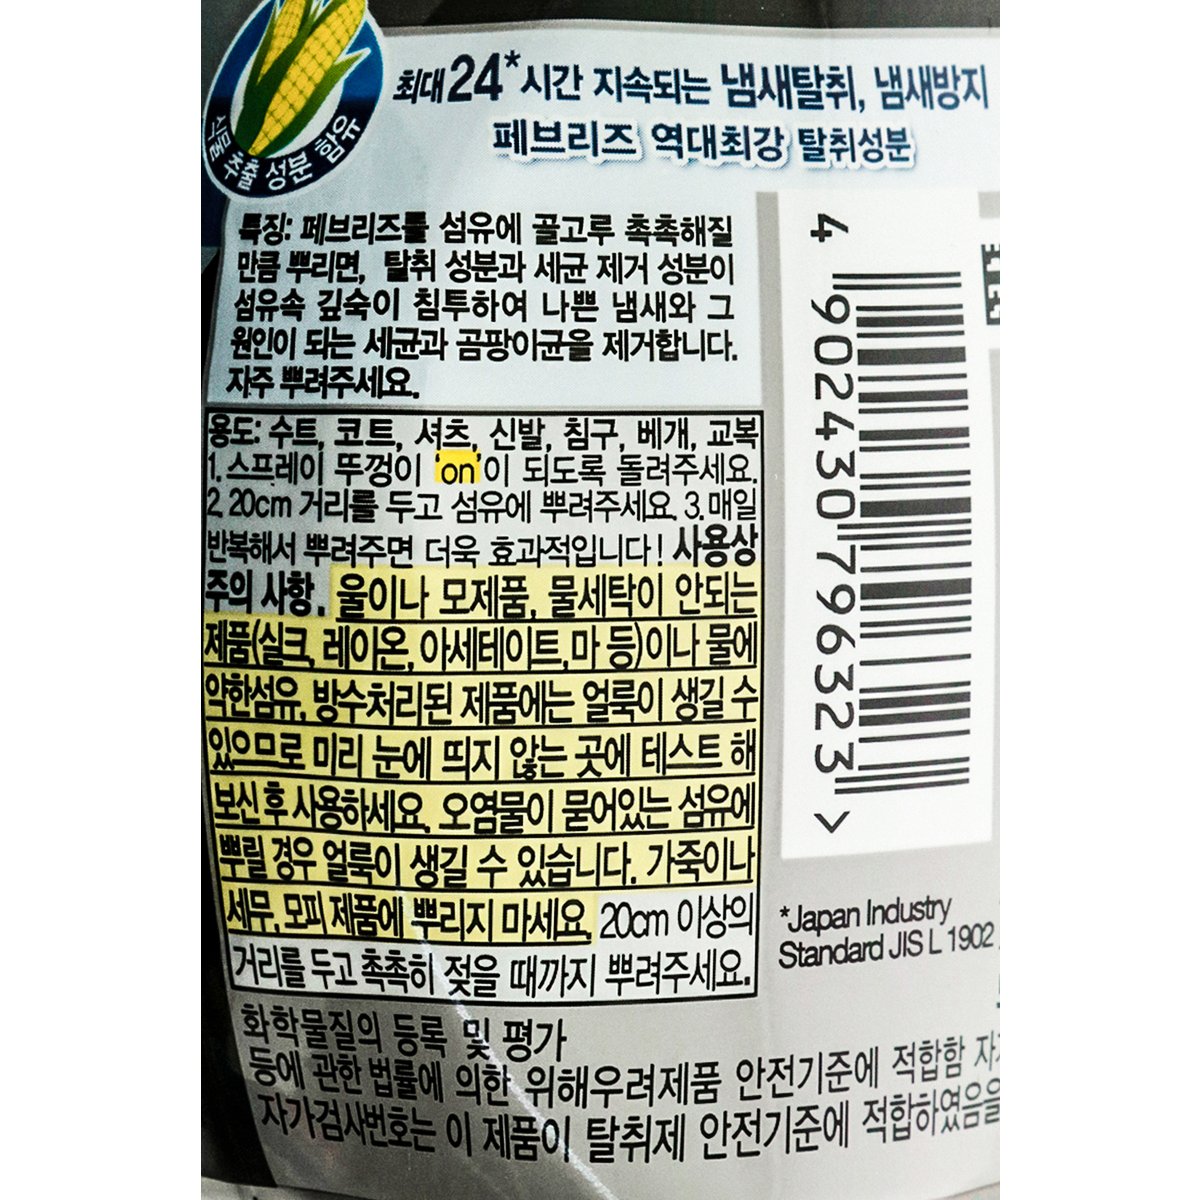 식물 추출 성분 함유
최대 24* 시간 지속되는 냄새탈취, 냄새방지
페브리즈 역대최강 탈취성분
특징: 페브리즈를 섬유에 골고루 촉촉해질
만큼 뿌리면, 탈취 성분과 세균 제거 성분이
섬유속 깊숙이 침투하여 나쁜 냄새와 그
원인이 되는 세균과 곰팡이균을 제거합니다.
자주 뿌려주세요.
용도: 수트, 코트, 셔츠, 신발, 침구, 베개, 교복
1. 스프레이 뚜껑이 'on'이 되도록 돌려주세요.
2. 20cm 거리를 두고 섬유에 뿌려주세요. 3. 매일
반복해서 뿌려주면 더욱 효과적입니다! 사용상
주의 사항. 울이나 모제품, 물세탁이 안되는
제품(실크, 레이온, 아세테이트,마 등)이나 물에
약한섬유, 방수처리된 제품에는 얼룩이 생길 수
있으므로 미리 눈에 띄지 않는 곳에 테스트 해
보신 후 사용하세요. 오염물이 묻어있는 섬유에
뿌릴 경우 얼룩이 생길 수 있습니다. 가죽이나
세무, 모피 제품에 뿌리지 마세요. 20cm 이상의
거리를 두고 촉촉히 젖을 때까지 뿌려주세요.
화학물질의 등록 및 평가
등에 관한 법률에 의한 위해우려제품 안전기준에 적합함
자가검사번호는 이 제품이 탈취제 안전기준에 적합하였음을
4 902430 796323 >
*Japan Industry
Standard JIS L 1902